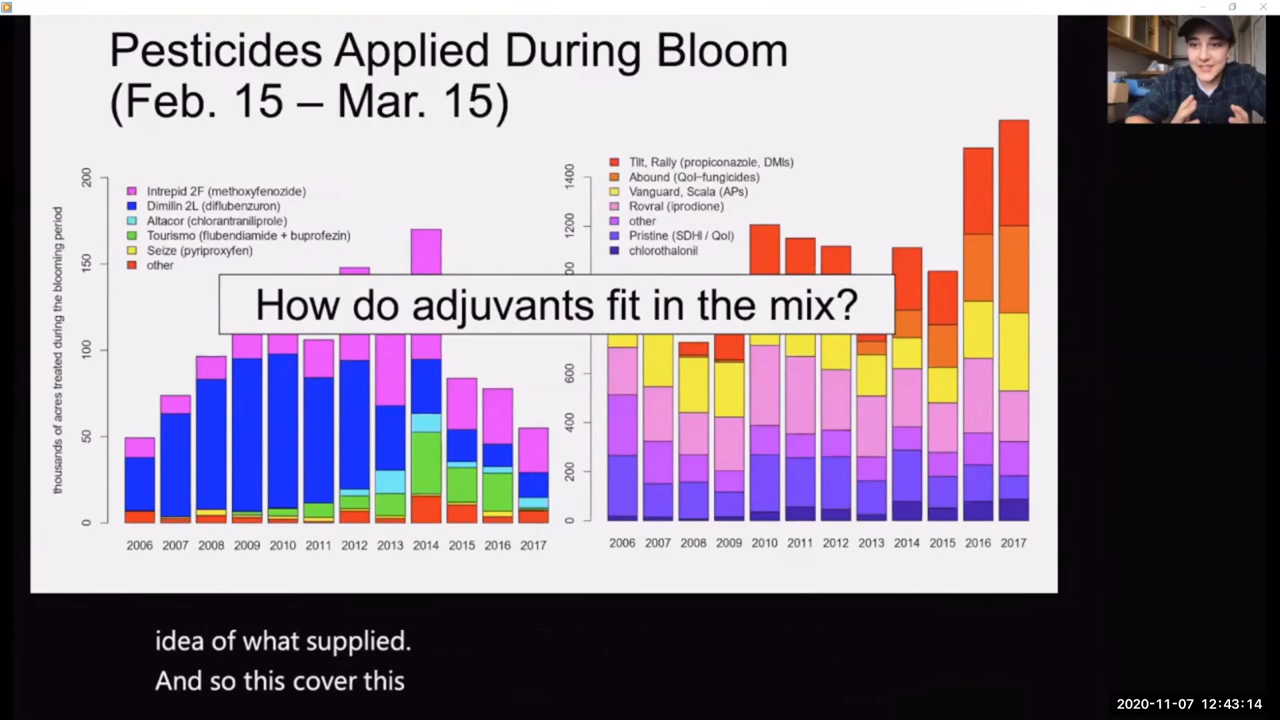 Pesticides Applied During Bloom
(Feb. 15 – Mar. 15)
thousands of acres treated during the blooming period
200
150
100
50
0
Intrepid 2F (methoxyfenozide)
Dimilin 2L (diflubenzuron)
Altacor (chlorantraniliprole)
Tourismo (flubendiamide + buprofezin)
Seize (pyriproxyfen)
other
2006 2007 2008 2009 2010 2011 2012 2013 2014 2015 2016 2017
1400
1200
600
400
200
0
Tilt, Rally (propiconazole, DMIs)
Abound (QoI−fungicides)
Vanguard, Scala (APs)
Rovral (iprodione)
other
Pristine (SDHI / QoI)
chlorothalonil
2006 2007 2008 2009 2010 2011 2012 2013 2014 2015 2016 2017
How do adjuvants fit in the mix?
idea of what supplied.
And so this cover this
2020-11-07 12:43:14